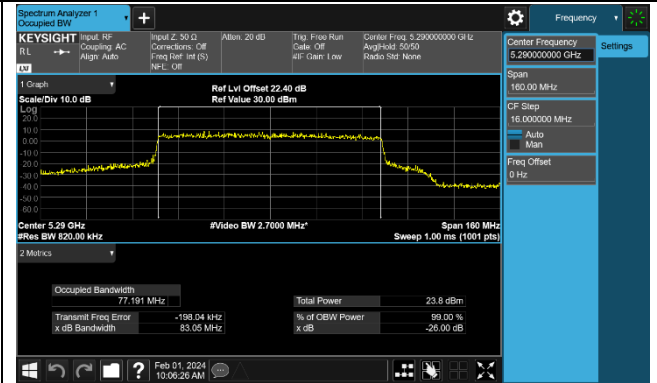 Spectrum Analyzer 1
Occupied BW
Frequency
KEYSIGHT
Input: RF
Input Z: 50 Ω
Atten: 20 dB
Trig: Free Run
Center Freq: 5.290000000 GHz
RL
Coupling: AC
Corrections: Off
Gate: Off
Avg|Hold: 50/50
Align: Auto
Freq Ref: Int (S)
#IF Gain: Low
Radio Std: None
LXI
NFE: Off
Center Frequency
5.290000000 GHz
Settings
Span
160.00 MHz
CF Step
16.000000 MHz
Auto
Man
Freq Offset
0 Hz
1 Graph
Scale/Div 10.0 dB
Ref Lvl Offset 22.40 dB
Ref Value 30.00 dBm
Log
20.0
10.0
0.00
-10.0
-20.0
-30.0
-40.0
-50.0
-60.0
Center 5.29 GHz
#Video BW 2.7000 MHz*
Span 160 MHz
#Res BW 820.00 kHz
Sweep 1.00 ms (1001 pts)
2 Metrics
Occupied Bandwidth
77.191 MHz
Total Power
23.8 dBm
Transmit Freq Error
-198.04 kHz
% of OBW Power
99.00 %
x dB Bandwidth
83.05 MHz
x dB
-26.00 dB
?
Feb 01, 2024
10:06:26 AM